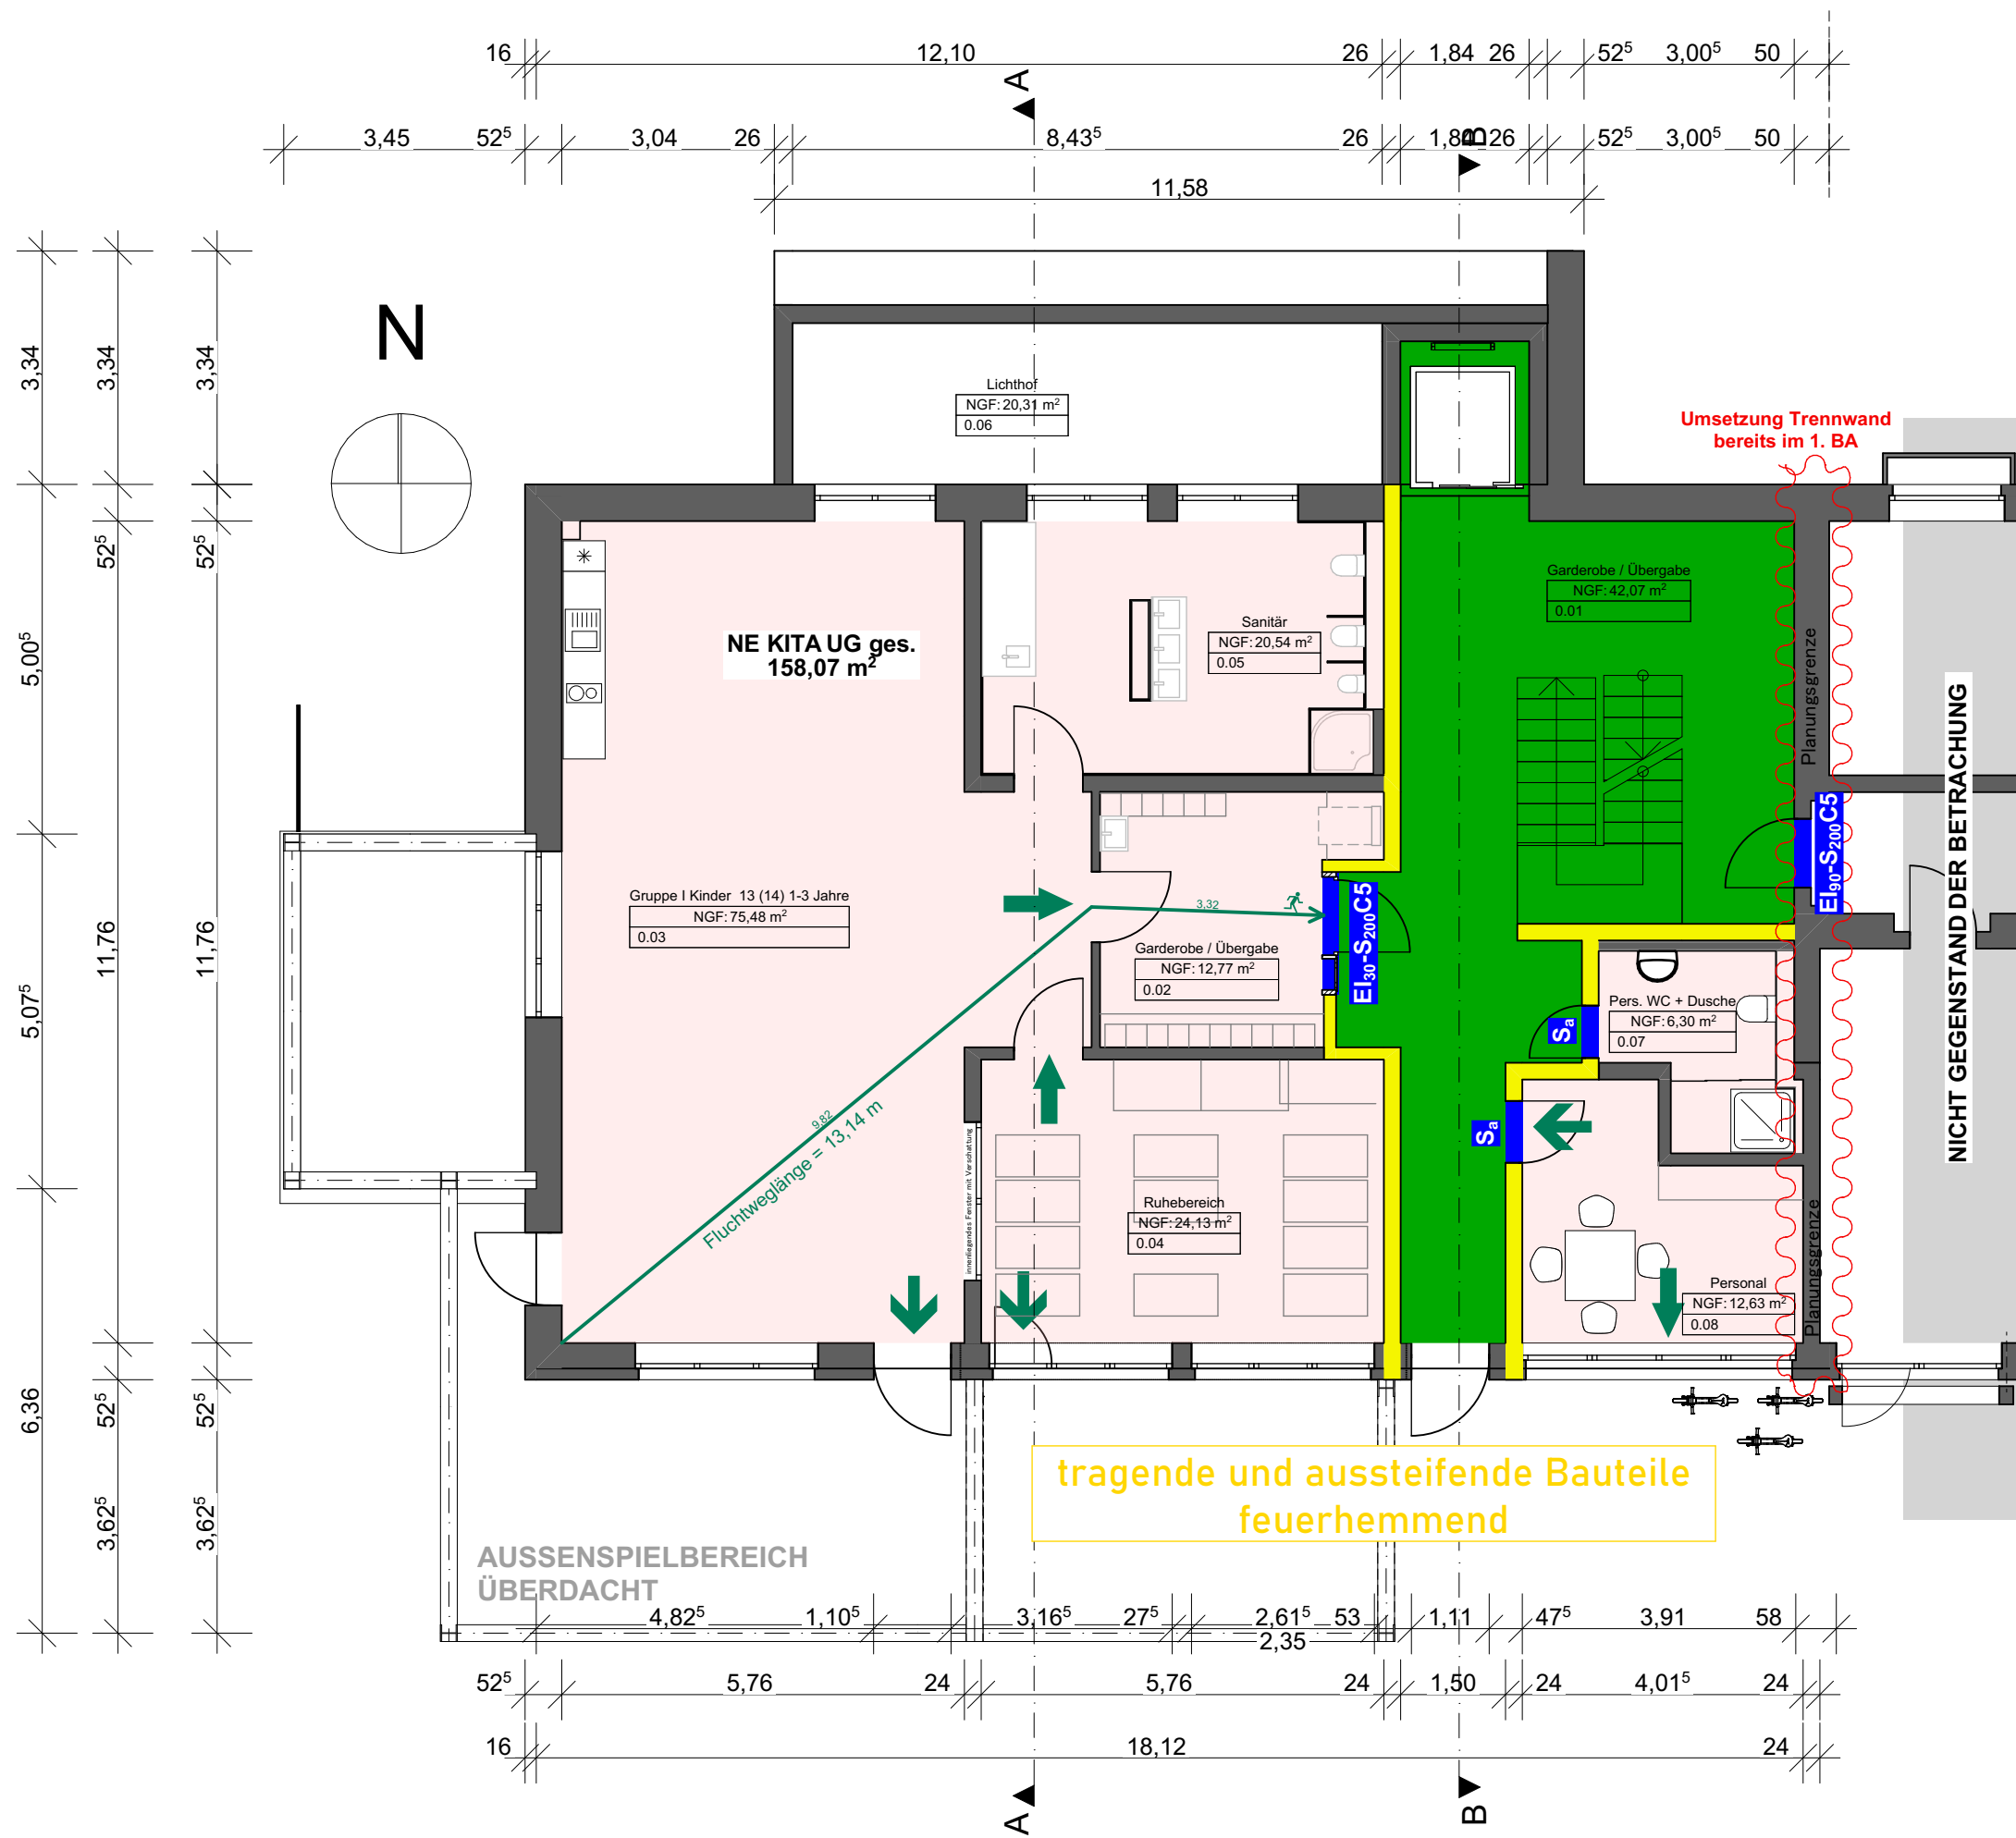 16 12,10 26 1,84 26 52⁵ 3,00⁵ 50
A
3,45 52⁵ 3,04 26 8,43⁵ 26 1,84 26 52⁵ 3,00⁵ 50
B
11,58
N
3,34 3,34 3,34
Lichthof
NGF: 20,31 m²
0.06
Umsetzung Trennwand
bereits im 1. BA
52⁵ 52⁵
5,00⁵
Garderobe / Übergabe
NGF: 42,07 m²
0.01
Sanitär
NGF: 20,54 m²
0.05
NE KITA UG ges.
158,07 m²
Planungsgrenze
NICHT GEGENSTAND DER BETRACHUNG
EI₉₀-S₂₀₀C5
Gruppe I Kinder 13 (14) 1-3 Jahre
NGF: 75,48 m²
0.03
3,32
EI₃₀-S₂₀₀C5
Garderobe / Übergabe
NGF: 12,77 m²
0.02
11,76 11,76
5,07⁵
Pers. WC + Dusche
NGF: 6,30 m²
0.07
Sₐ
Sₐ
9,82
Fluchtweglänge = 13,14 m
innenliegendes Fenster mit Verschattung
Ruhebereich
NGF: 24,13 m²
0.04
Planungsgrenze
Personal
NGF: 12,63 m²
0.08
6,36
52⁵ 52⁵
3,62⁵ 3,62⁵
tragende und aussteifende Bauteile
feuerhemmend
AUSSENSPIELBEREICH
ÜBERDACHT
4,82⁵ 1,10⁵ 3,16⁵ 27⁵ 2,61⁵ 53 1,11 47⁵ 3,91 58
2,35
52⁵ 5,76 24 5,76 24 1,50 24 4,01⁵ 24
16 18,12 24
A
B